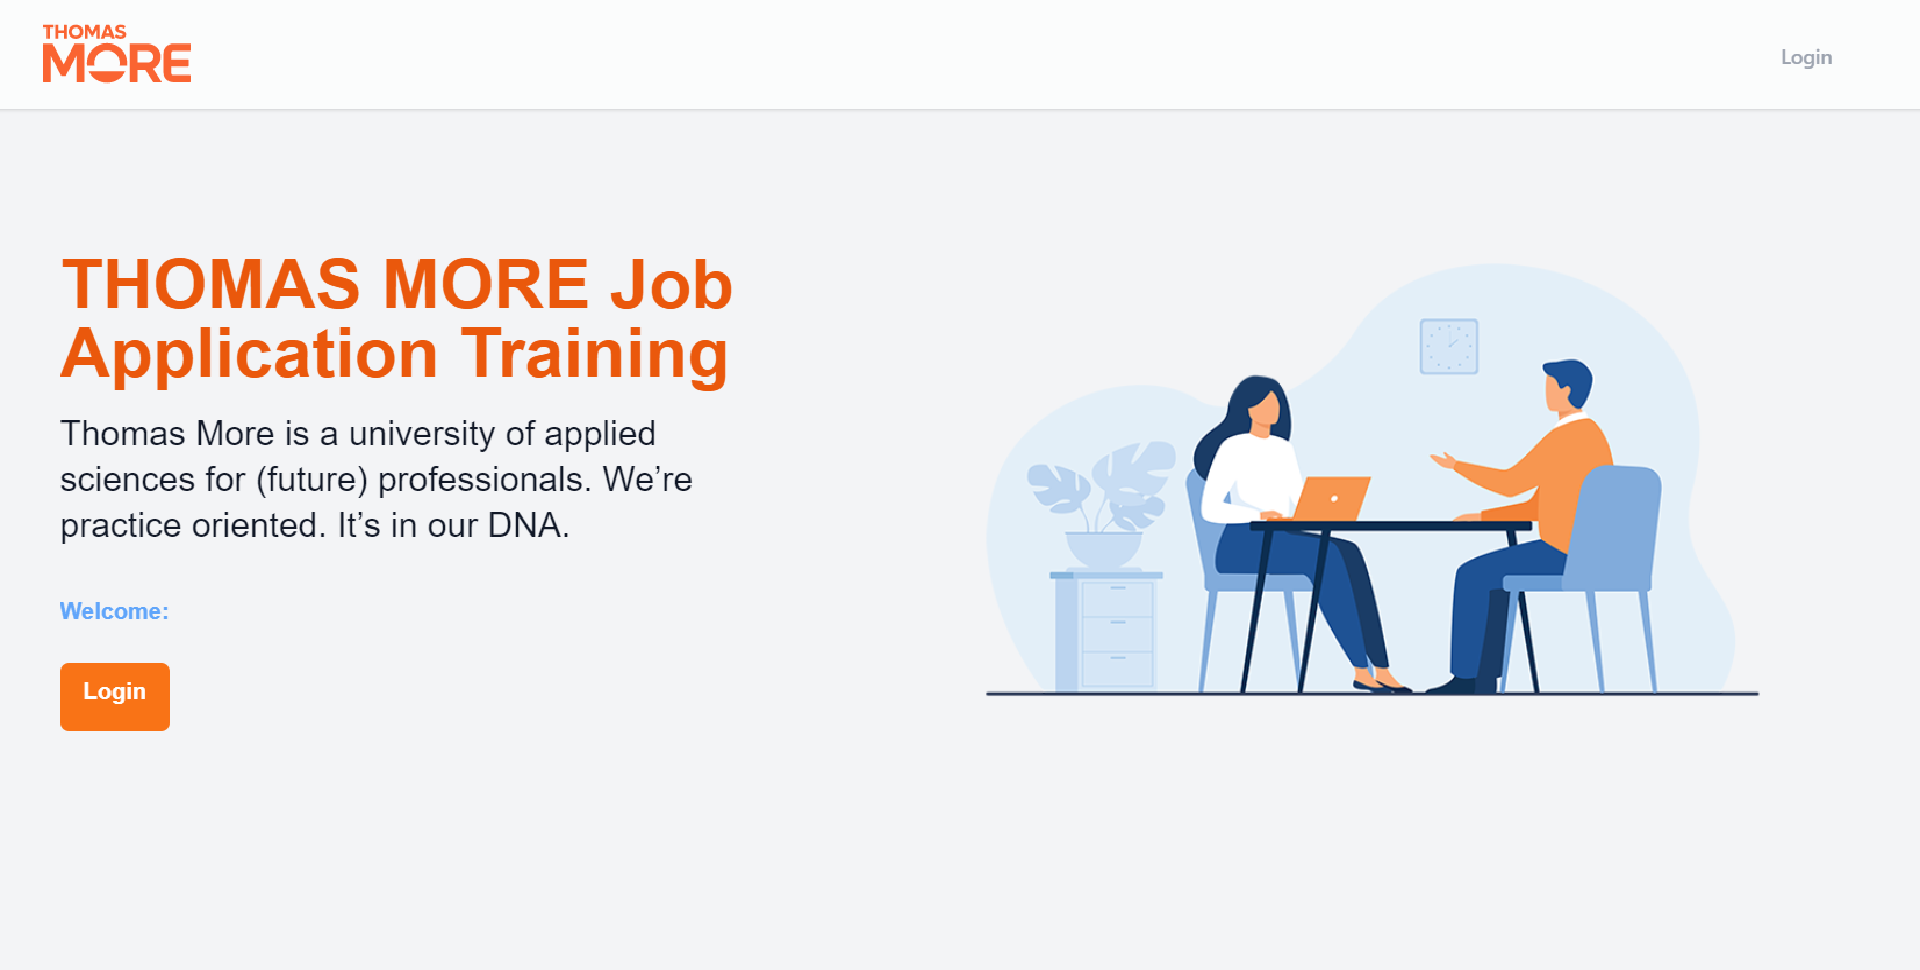 THOMAS
MORE
Login
THOMAS MORE Job
Application Training
Thomas More is a university of applied
sciences for (future) professionals. We’re
practice oriented. It’s in our DNA.
Welcome:
Login